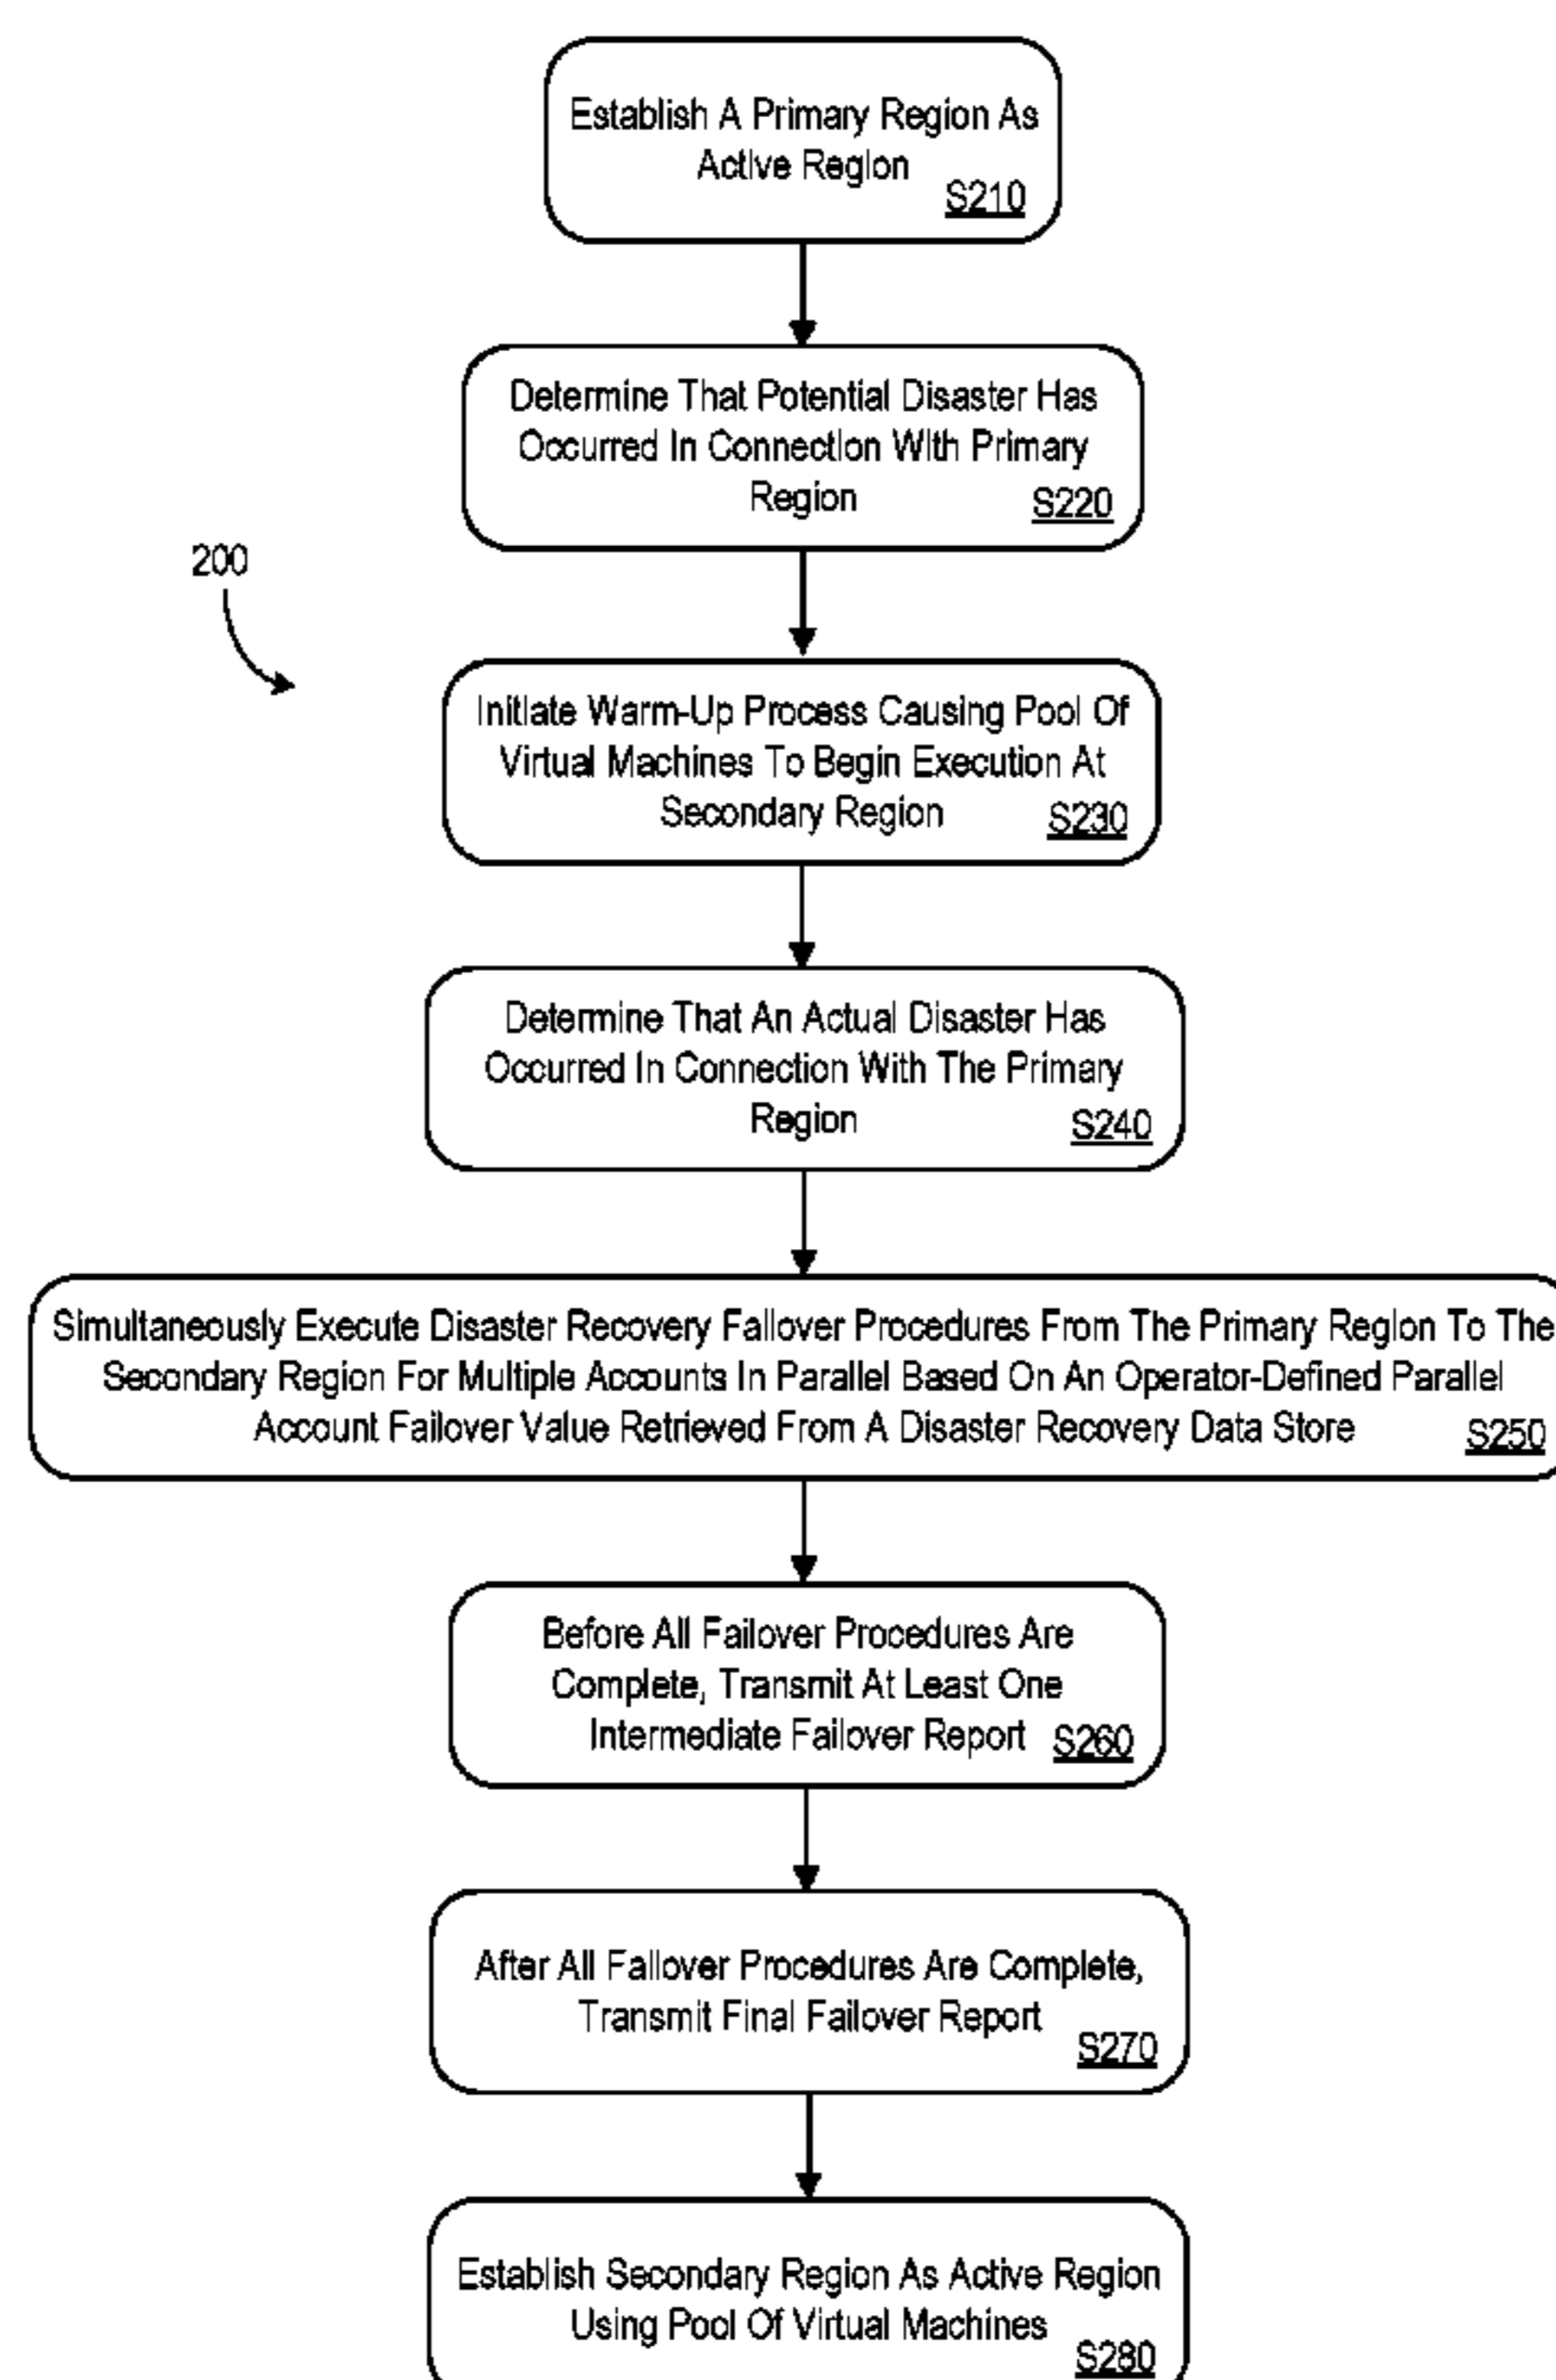 Establish A Primary Region As
Active Region
S210
Determine That Potential Disaster Has
Occurred In Connection With Primary
Region
S220
200
Initiate Warm-Up Process Causing Pool Of
Virtual Machines To Begin Execution At
Secondary Region
S230
Determine That An Actual Disaster Has
Occurred In Connection With The Primary
Region
S240
Simultaneously Execute Disaster Recovery Failover Procedures From The Primary Region To The
Secondary Region For Multiple Accounts In Parallel Based On An Operator-Defined Parallel
Account Failover Value Retrieved From A Disaster Recovery Data Store
S250
Before All Failover Procedures Are
Complete, Transmit At Least One
Intermediate Failover Report
S260
After All Failover Procedures Are Complete,
Transmit Final Failover Report
S270
Establish Secondary Region As Active Region
Using Pool Of Virtual Machines
S280